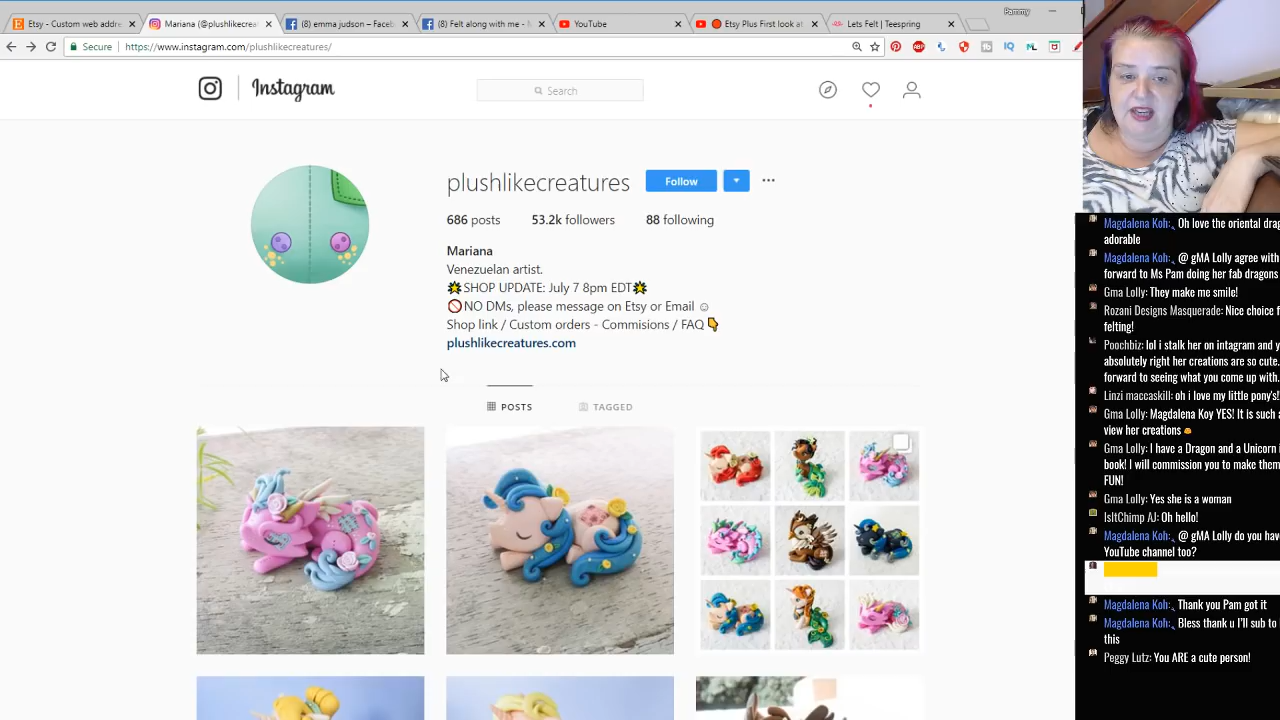 Etsy - Custom web addre
Mariana (@plushlikecreat
(8) emma judson – Faceb
(8) Felt along with me - M
YouTube
Etsy Plus First look at
Lets Felt | Teespring
Pammy
Secure
https://www.instagram.com/plushlikecreatures/
Instagram
Search
plushlikecreatures
Follow
686 posts
53.2k followers
88 following
Mariana
Venezuelan artist.
SHOP UPDATE: July 7 8pm EDT
NO DMs, please message on Etsy or Email ☺
Shop link / Custom orders - Commisions / FAQ
plushlikecreatures.com
POSTS
TAGGED
Magdalena Koh: Oh love the oriental drag
adorable
Magdalena Koh: @ gMA Lolly agree with
forward to Ms Pam doing her fab dragons
Gma Lolly: They make me smile!
Rozani Designs Masquerade: Nice choice f
felting!
Poochbiz: lol i stalk her on intagram and y
absolutely right her creations are so cute.
forward to seeing what you come up with.
Linzi maccaskill: oh i love my little pony's!
Gma Lolly: Magdalena Koy YES! It is such a
view her creations
Gma Lolly: I have a Dragon and a Unicorn i
book! I will commission you to make them
FUN!
Gma Lolly: Yes she is a woman
IsItChimp AJ: Oh hello!
Magdalena Koh: @ gMA Lolly do you have
YouTube channel too?
Magdalena Koh: Thank you Pam got it
Magdalena Koh: Bless thank u I'll sub to
this
Peggy Lutz: You ARE a cute person!